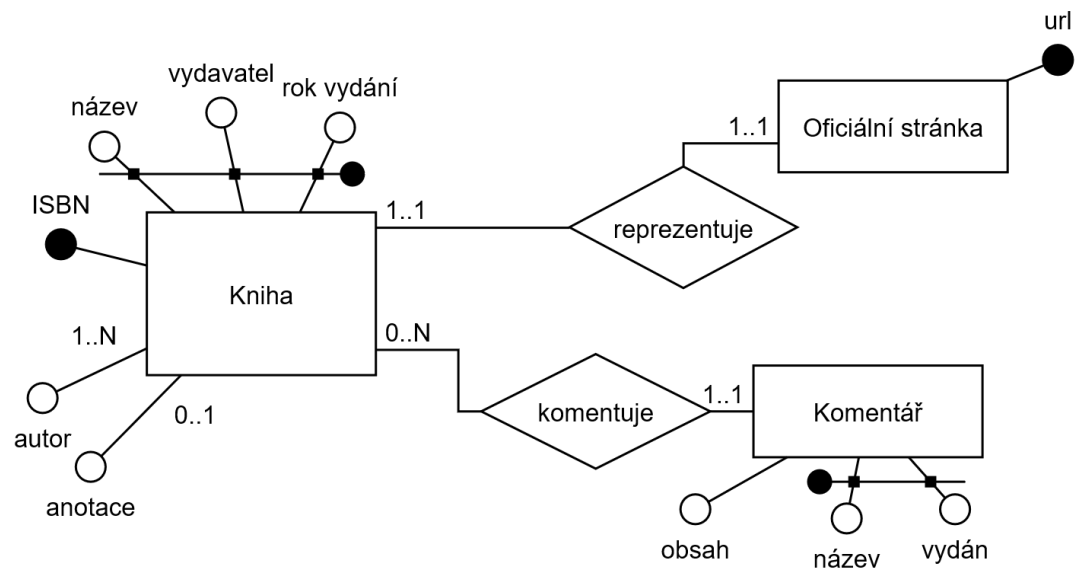 url
vydavatel
rok vydání
název
1..1
Oficiální stránka
ISBN
1..1
reprezentuje
Kniha
1..N
0..N
0..1
autor
anotace
komentuje
1..1
Komentář
obsah
název
vydán